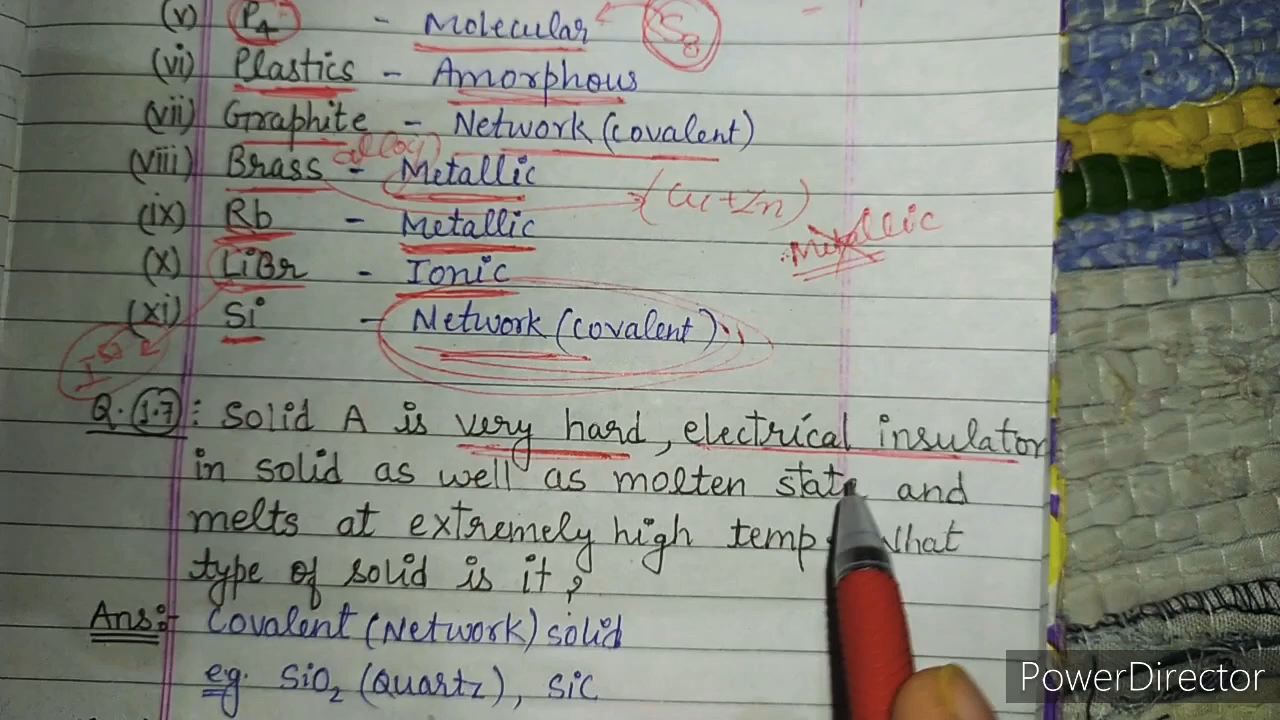 (v) P4 - Molecular S8
(vi) Plastics - Amorphous
(vii) Graphite - Network (covalent)
(viii) Brass - Metallic alloy
(Cu+Zn)
(ix) Rb - Metallic
Metallic
(x) LiBr - Ionic
(xi) Si - Network (covalent)
Q.(1.7): Solid A is very hard, electrical insulator
in solid as well as molten state and
melts at extremely high temp What
type of solid is it?
Ans:- Covalent (Network) solid
eg. SiO2 (Quartz), SiC
PowerDirector